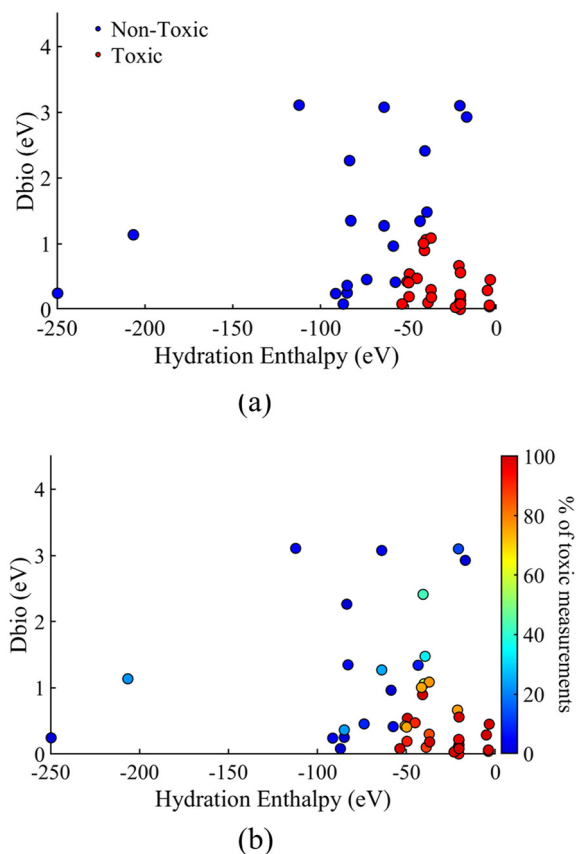 Non-Toxic
Toxic
4
3
2
1
0
Dbio (eV)
-250 -200 -150 -100 -50 0
Hydration Enthalpy (eV)
(a)
4
3
2
1
0
Dbio (eV)
-250 -200 -150 -100 -50 0
Hydration Enthalpy (eV)
100
80
60
40
20
0
% of toxic measurements
(b)